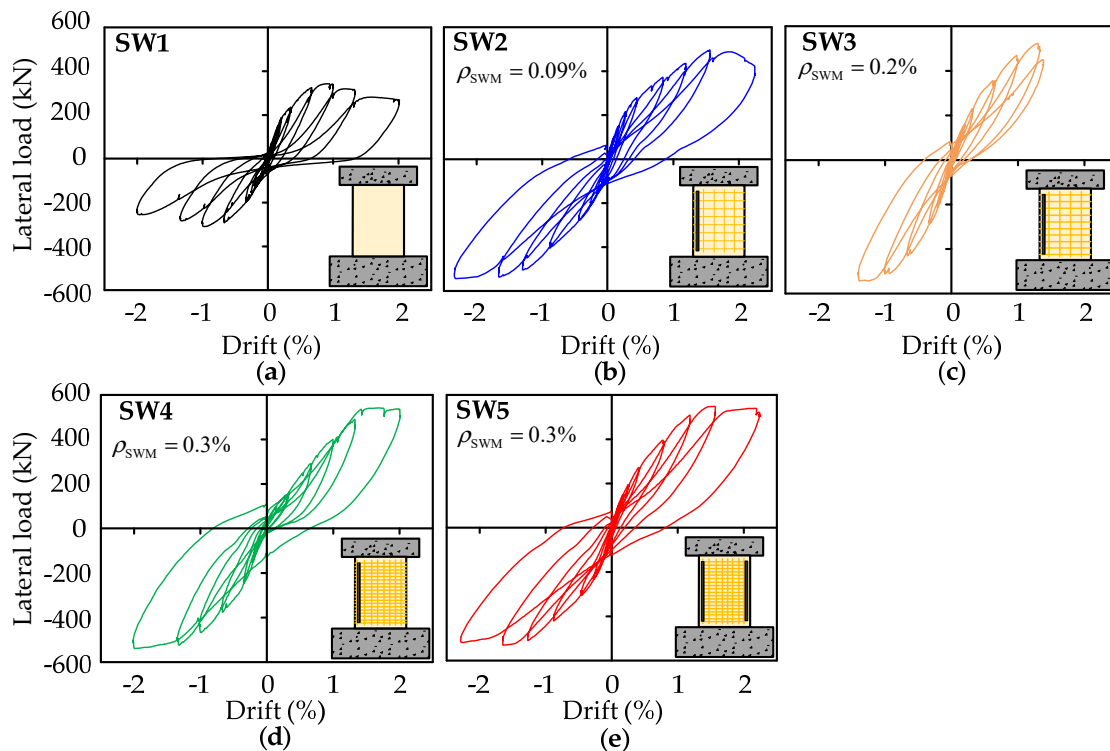 600
400
200
0
-200
-400
-600
Lateral load (kN)
SW1
-2 -1 0 1 2
Drift (%)
(a)
SW2
ρSWM = 0.09%
-2 -1 0 1 2
Drift (%)
(b)
SW3
ρSWM = 0.2%
-2 -1 0 1 2
Drift (%)
(c)
600
400
200
0
-200
-400
-600
Lateral load (kN)
SW4
ρSWM = 0.3%
-2 -1 0 1 2
Drift (%)
(d)
SW5
ρSWM = 0.3%
-2 -1 0 1 2
Drift (%)
(e)